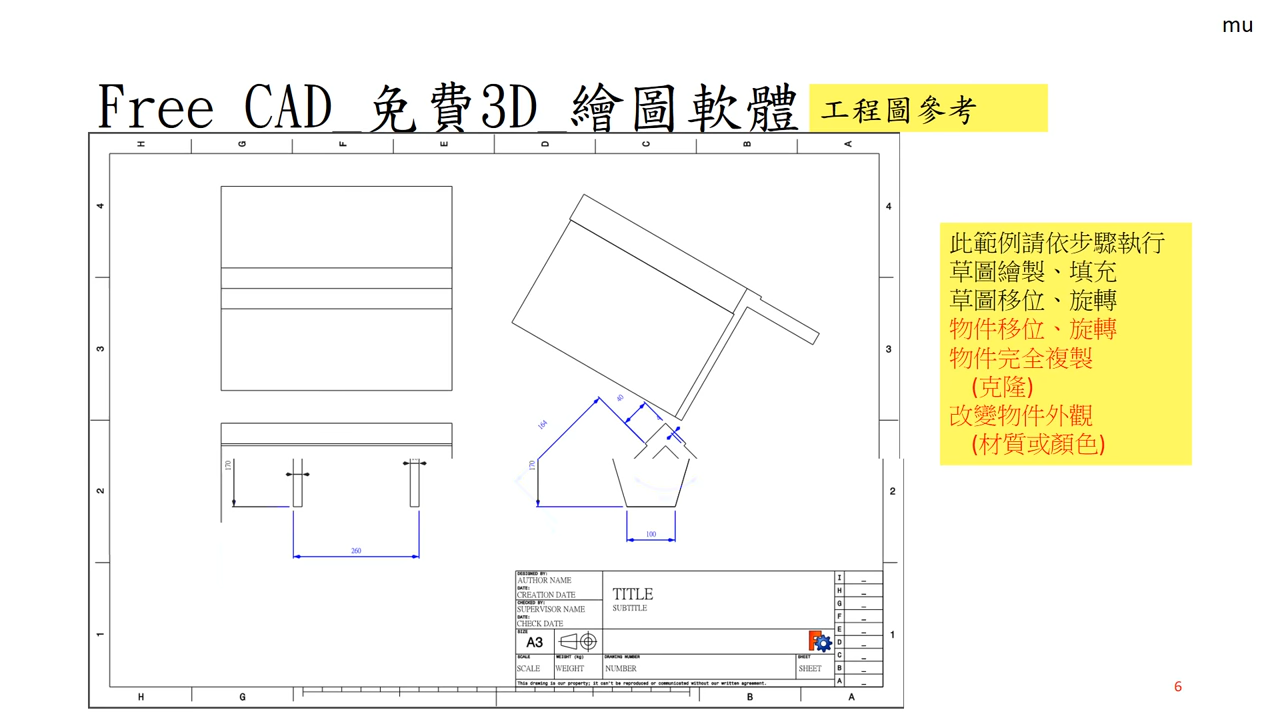 mu
Free CAD_免費3D_繪圖軟體
工程圖參考
H G F E D C B A
4 4
此範例請依步驟執行
草圖繪製、填充
草圖移位、旋轉
物件移位、旋轉
物件完全複製
(克隆)
改變物件外觀
(材質或顏色)
3 3
40
164
170
170
2 2
100
260
DESIGNED BY:
AUTHOR NAME
DATE:
CREATION DATE
CHECKED BY:
SUPERVISOR NAME
DATE:
CHECK DATE
TITLE
SUBTITLE
I _
H _
G _
F _
E _
D _
C _
B _
A _
1 1
SIZE
A3
SCALE
SCALE
WEIGHT (kg)
WEIGHT
DRAWING NUMBER
NUMBER
SHEET
SHEET
This drawing is our property; it can't be reproduced or communicated without our written agreement.
H G B A
6